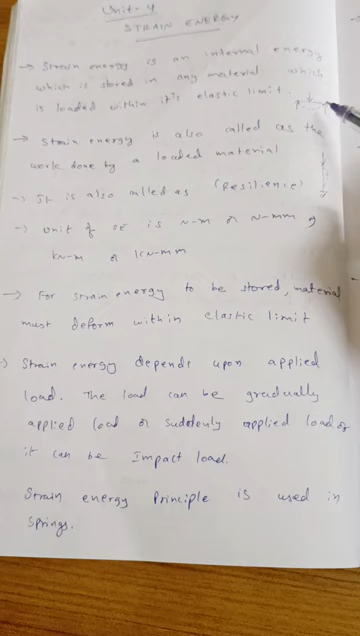 Unit-4
STRAIN ENERGY
→ Strain energy is an internal energy
which is stored in any material which
is loaded within it's elastic limit.
→ Strain energy is also called as the
work done by a loaded material
→ It is also called as (Resilience)
→ Unit of SE is N-m or N-mm or
kN-m or kN-mm
→ For strain energy to be stored, material
must deform within elastic limit
→ Strain energy depends upon applied
load. The load can be gradually
applied load or suddenly applied load or
it can be Impact load.
Strain energy Principle is used in
springs.